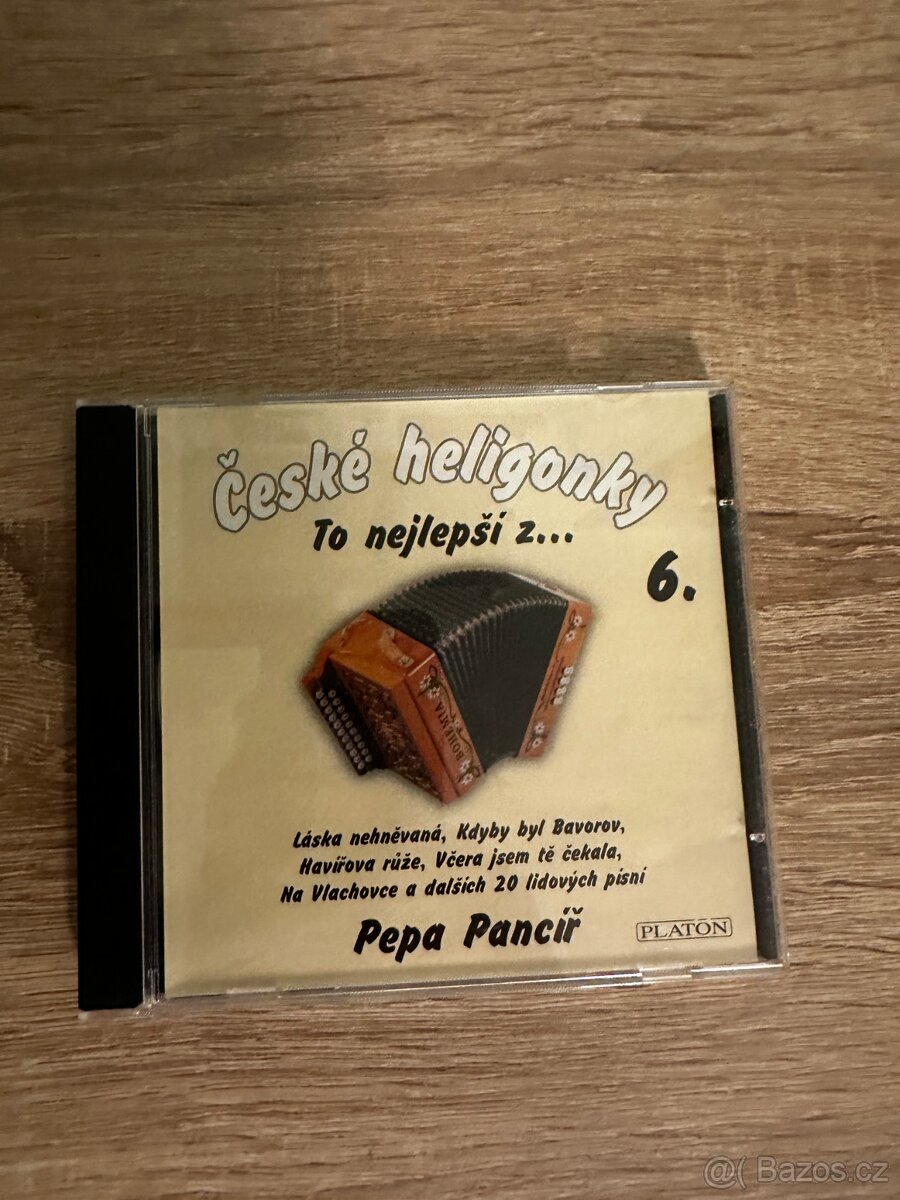 České heligonky
To nejlepší z...
6.
BOHEMIA
Láska nehněvaná, Kdyby byl Bavorov,
Havířova růže, Včera jsem tě čekala,
Na Vlachovce a dalších 20 lidových písní
Pepa Pancíř
PLATÓN
@( Bazos.cz